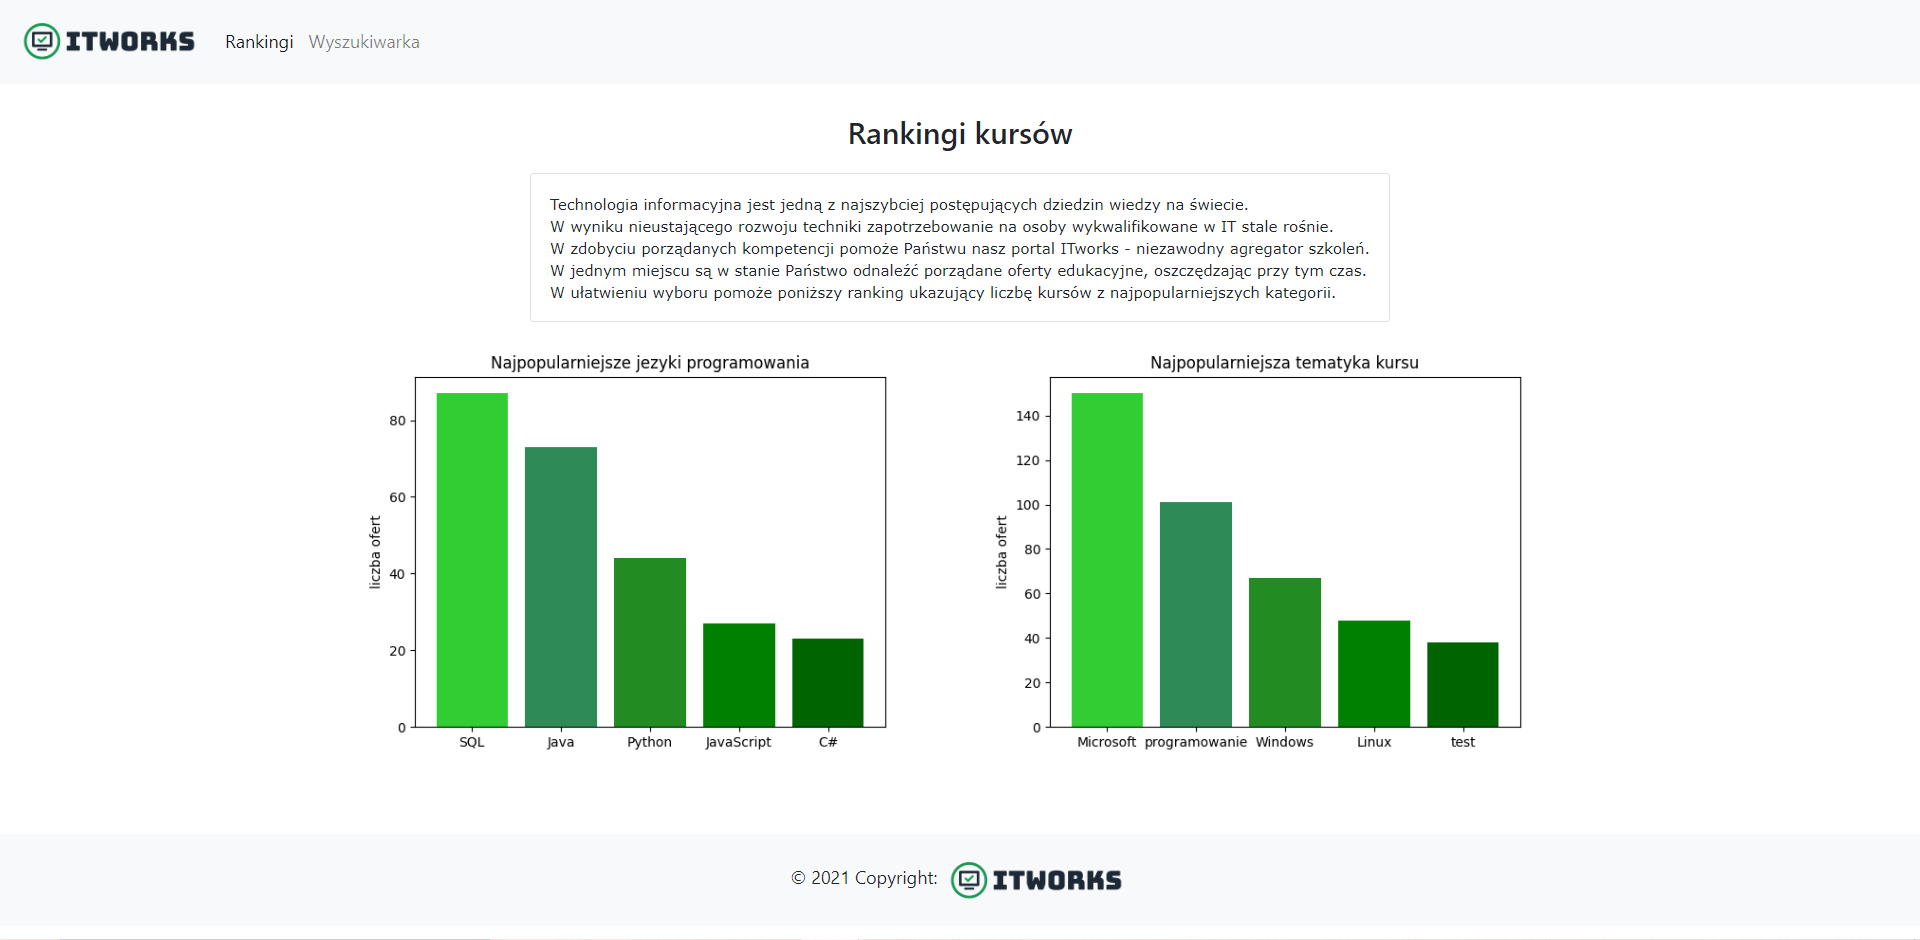 ITWORKS Rankingi Wyszukiwarka
Rankingi kursów
Technologia informacyjna jest jedną z najszybciej postępujących dziedzin wiedzy na świecie.
W wyniku nieustającego rozwoju techniki zapotrzebowanie na osoby wykwalifikowane w IT stale rośnie.
W zdobyciu porządanych kompetencji pomoże Państwu nasz portal ITworks - niezawodny agregator szkoleń.
W jednym miejscu są w stanie Państwo odnaleźć porządane oferty edukacyjne, oszczędzając przy tym czas.
W ułatwieniu wyboru pomoże poniższy ranking ukazujący liczbę kursów z najpopularniejszych kategorii.
Najpopularniejsze jezyki programowania
liczba ofert
80
60
40
20
0
SQL Java Python JavaScript C#
Najpopularniejsza tematyka kursu
liczba ofert
140
120
100
80
60
40
20
0
Microsoft programowanie Windows Linux test
© 2021 Copyright: ITWORKS